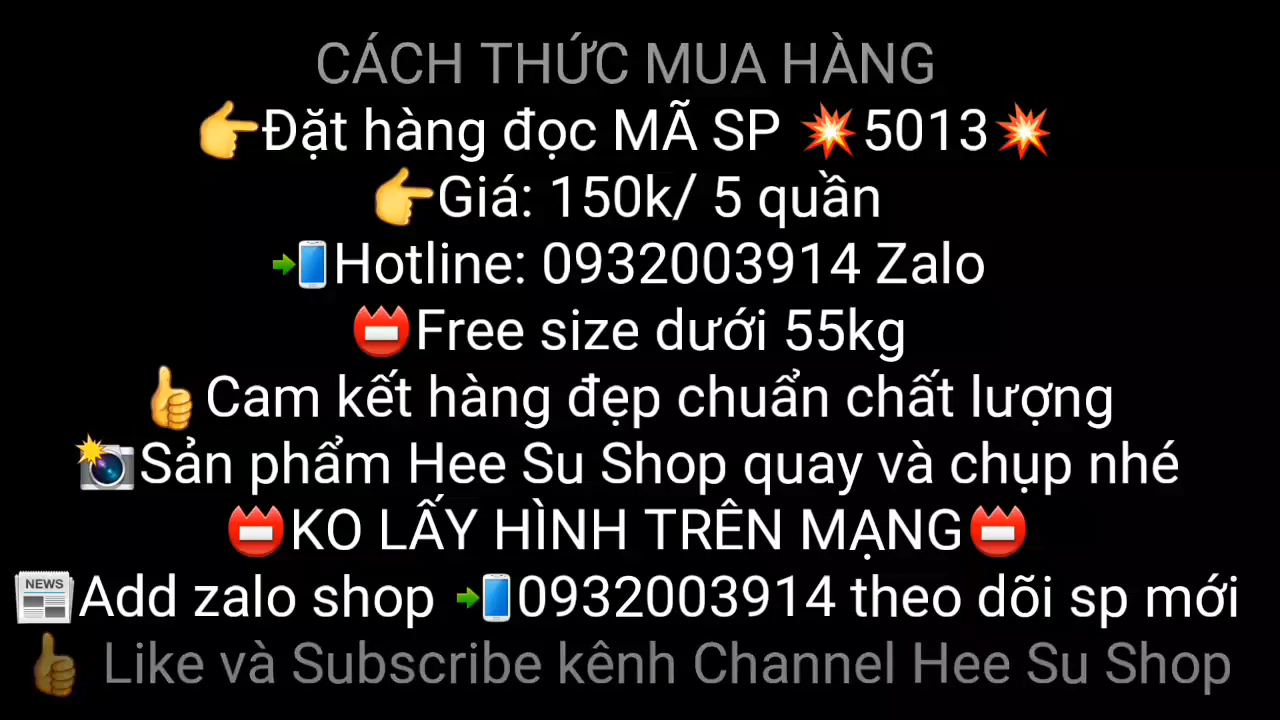 CÁCH THỨC MUA HÀNG
👉Đặt hàng đọc MÃ SP 💥5013💥
👉Giá: 150k/ 5 quần
📲Hotline: 0932003914 Zalo
📛Free size dưới 55kg
👍Cam kết hàng đẹp chuẩn chất lượng
📸Sản phẩm Hee Su Shop quay và chụp nhé
📛KO LẤY HÌNH TRÊN MẠNG📛
📰Add zalo shop 📲0932003914 theo dõi sp mới
👍 Like và Subscribe kênh Channel Hee Su Shop